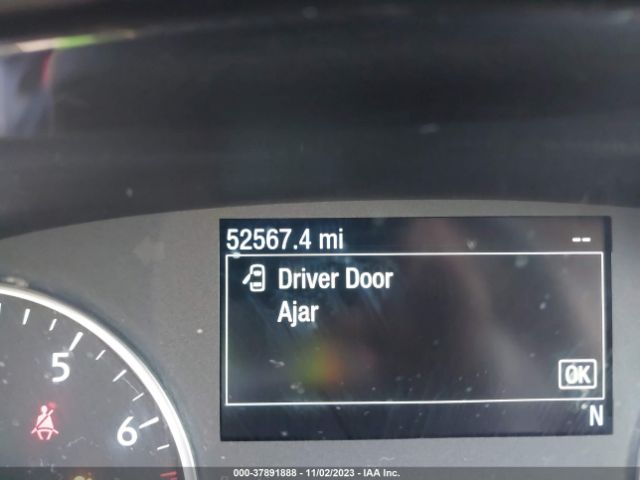 52567.4 mi --
Driver Door
Ajar
OK
N
5
6
000-37891888 - 11/02/2023 - IAA Inc.